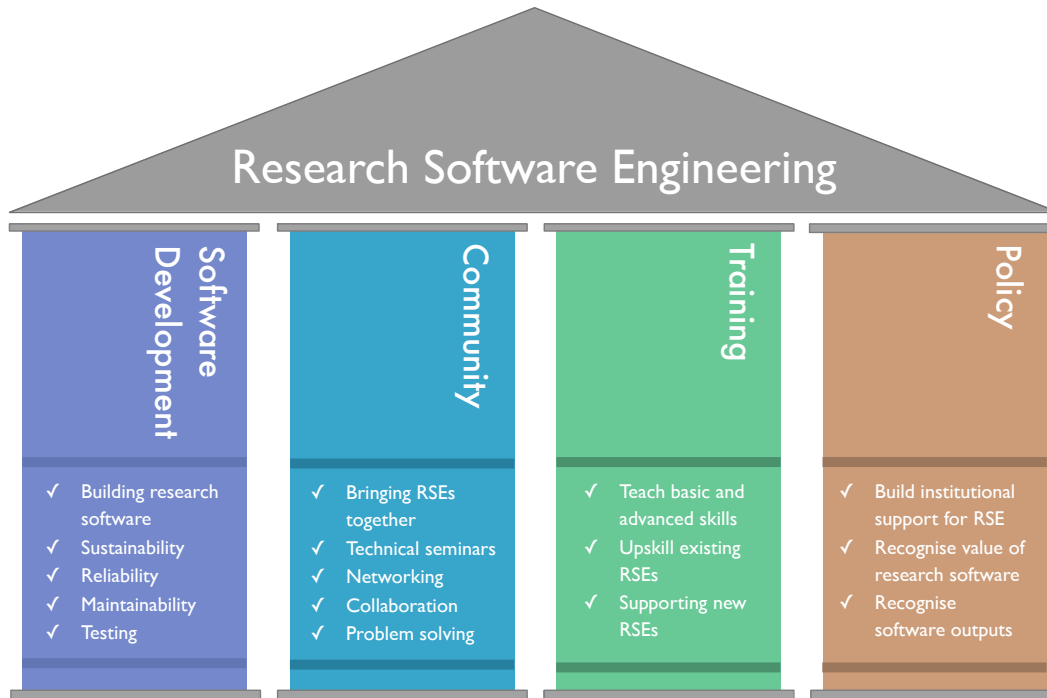 Research Software Engineering
Software
Development
✓ Building research
software
✓ Sustainability
✓ Reliability
✓ Maintainability
✓ Testing
Community
✓ Bringing RSEs
together
✓ Technical seminars
✓ Networking
✓ Collaboration
✓ Problem solving
Training
✓ Teach basic and
advanced skills
✓ Upskill existing
RSEs
✓ Supporting new
RSEs
Policy
✓ Build institutional
support for RSE
✓ Recognise value of
research software
✓ Recognise
software outputs